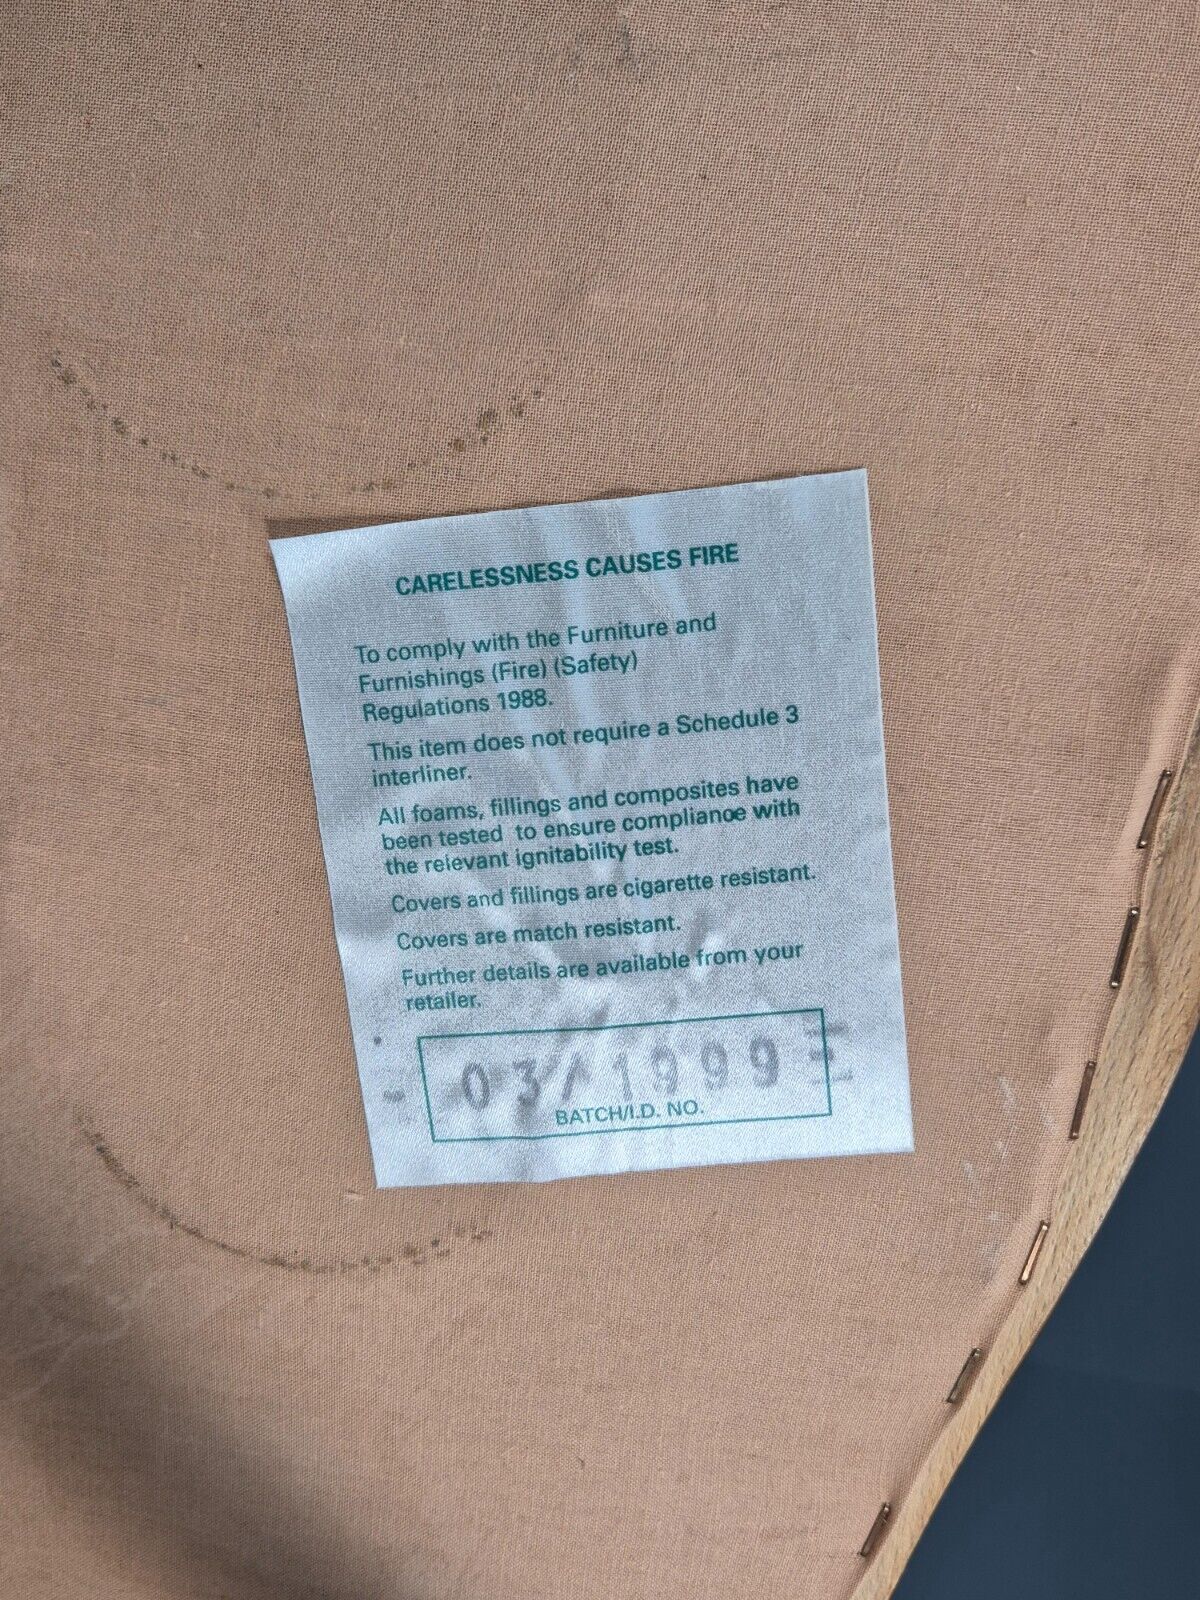 CARELESSNESS CAUSES FIRE
To comply with the Furniture and
Furnishings (Fire) (Safety)
Regulations 1988.
This item does not require a Schedule 3
interliner.
All foams, fillings and composites have
been tested to ensure compliance with
the relevant ignitability test.
Covers and fillings are cigarette resistant.
Covers are match resistant.
Further details are available from your
retailer.
03/1999
BATCH/I.D. NO.